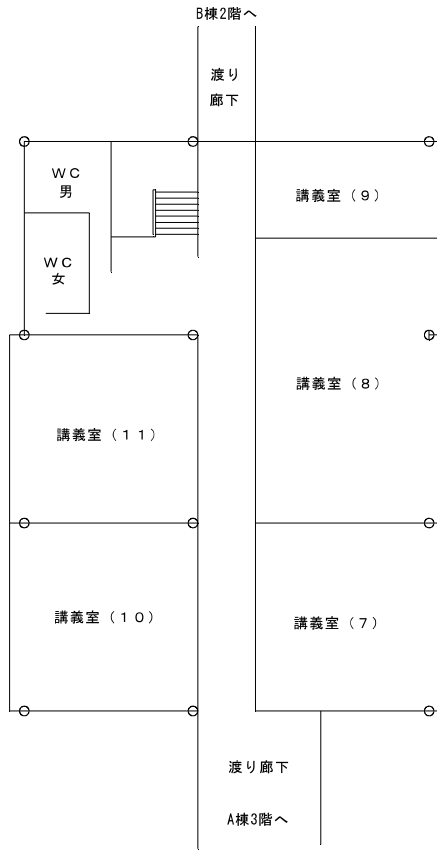 B棟2階へ
渡り
廊下
ＷＣ
男
講義室（９）
ＷＣ
女
講義室（８）
講義室（１１）
講義室（１０）
講義室（７）
渡り廊下
A棟3階へ